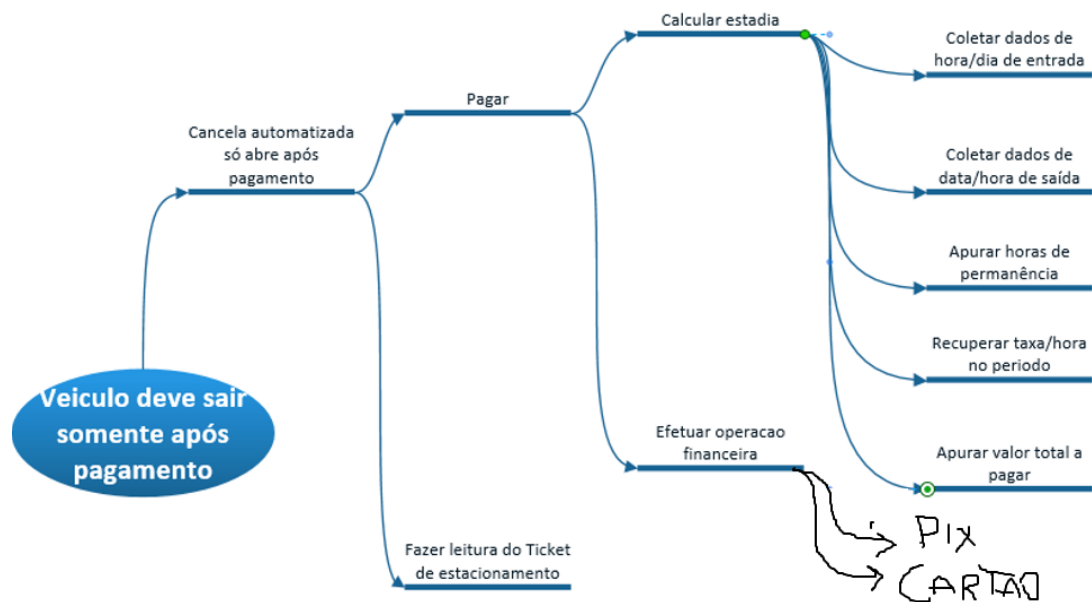 Calcular estadia
Coletar dados de
hora/dia de entrada
Pagar
Cancela automatizada
só abre após
pagamento
Coletar dados de
data/hora de saída
Apurar horas de
permanência
Recuperar taxa/hora
no periodo
Veiculo deve sair
somente após
pagamento
Efetuar operacao
financeira
Apurar valor total a
pagar
PIX
Fazer leitura do Ticket
de estacionamento
CARTAO